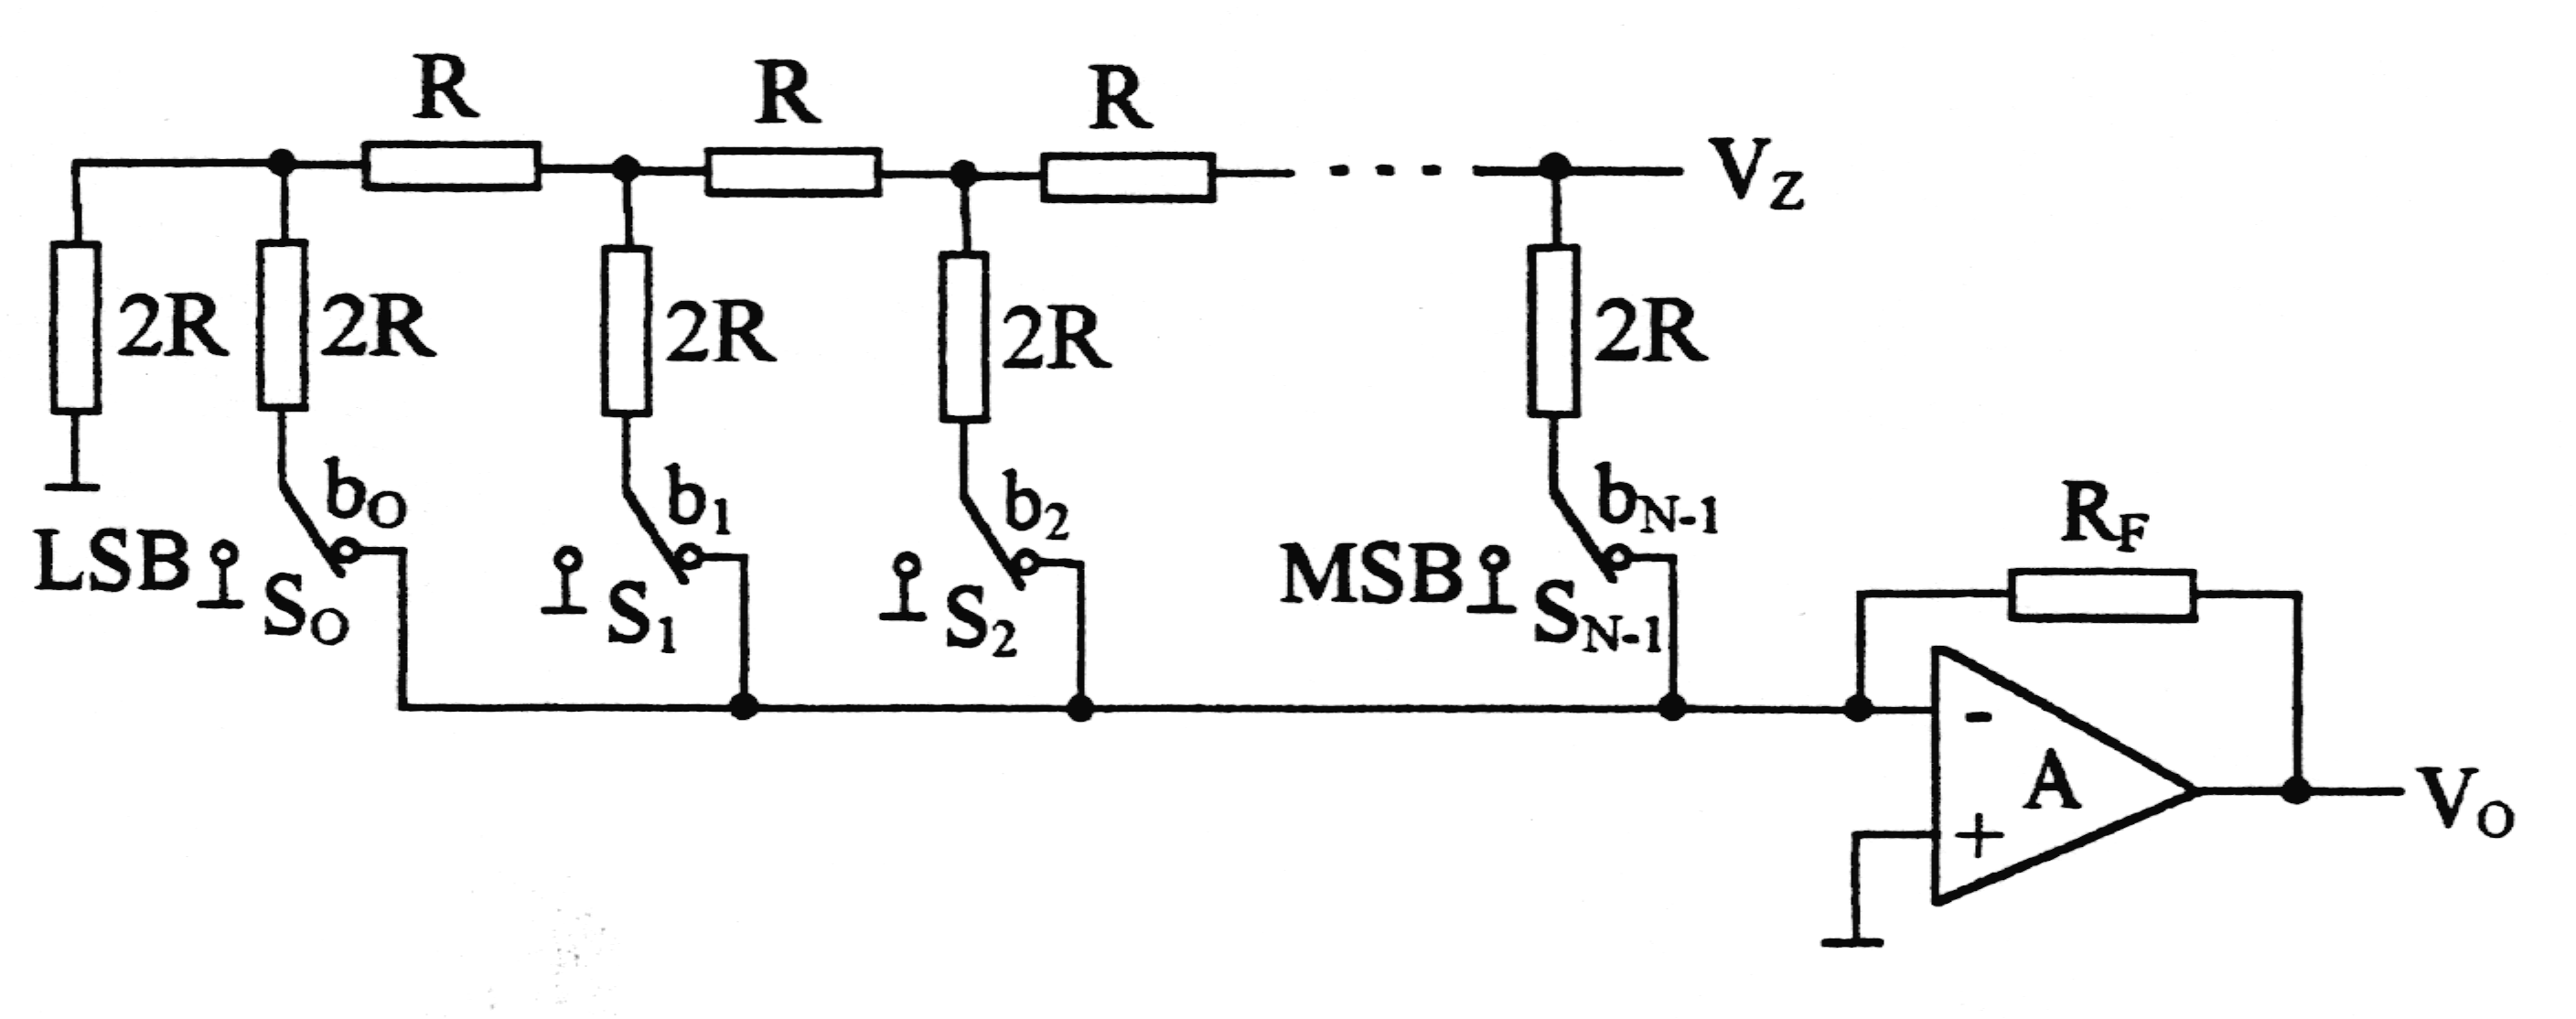 R R R
V_Z
2R 2R 2R 2R 2R
b_O b_1 b_2 b_N-1
R_F
LSB S_O S_1 S_2 MSB S_N-1
-
A
+
V_O